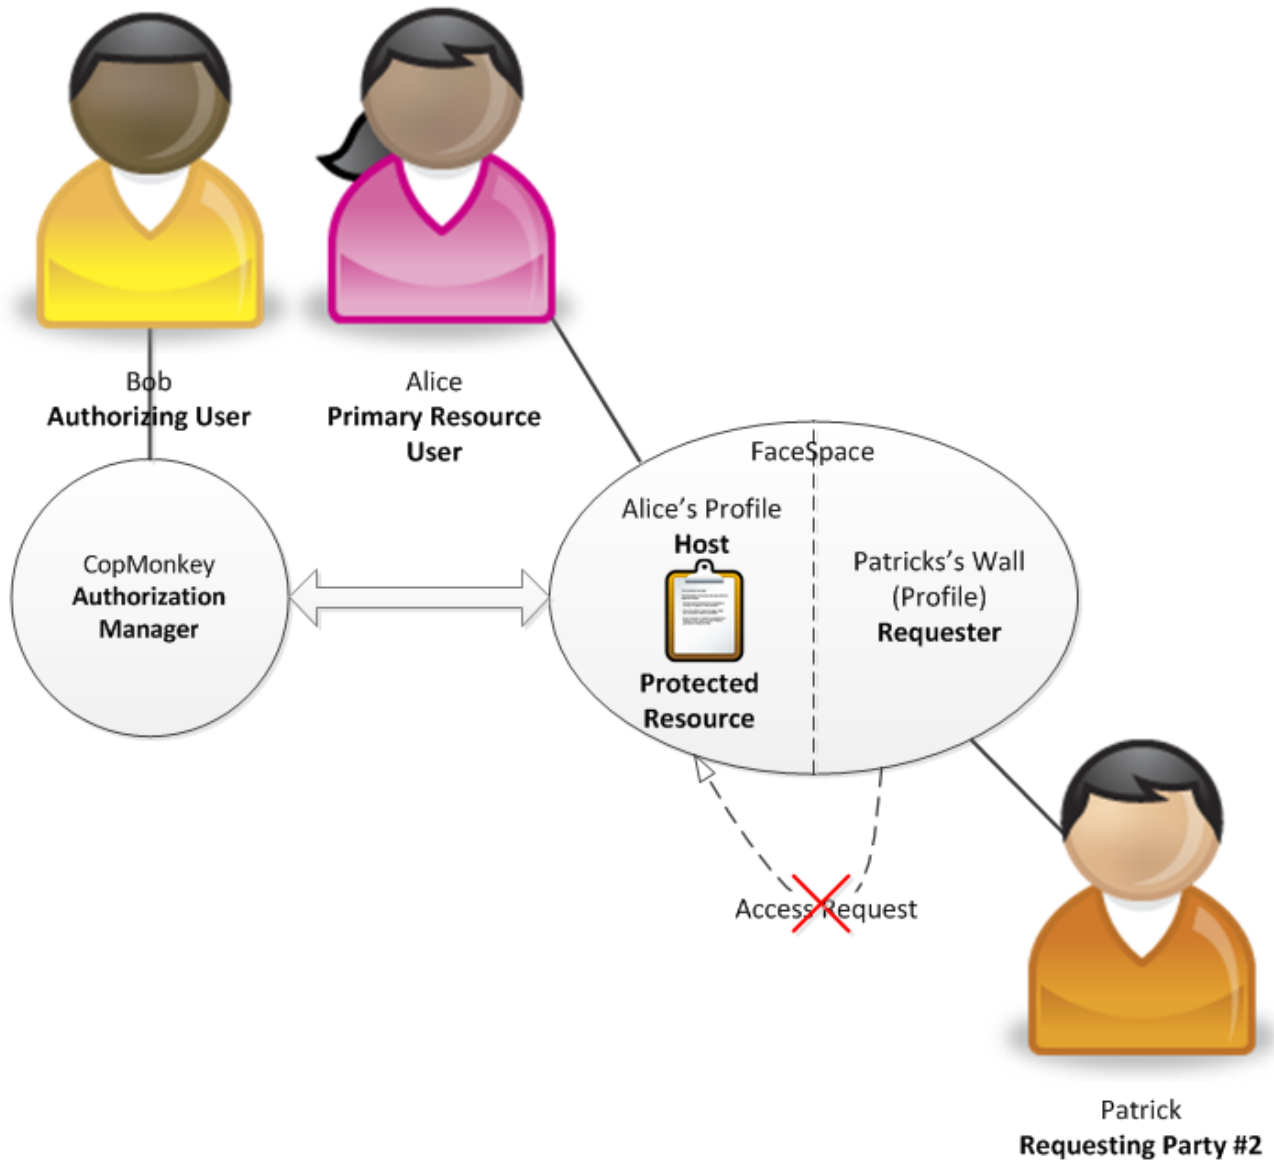 Bob
Authorizing User
Alice
Primary Resource
User
FaceSpace
Alice's Profile
Host
Protected
Resource
Patricks's Wall
(Profile)
Requester
CopMonkey
Authorization
Manager
Access Request
Patrick
Requesting Party #2